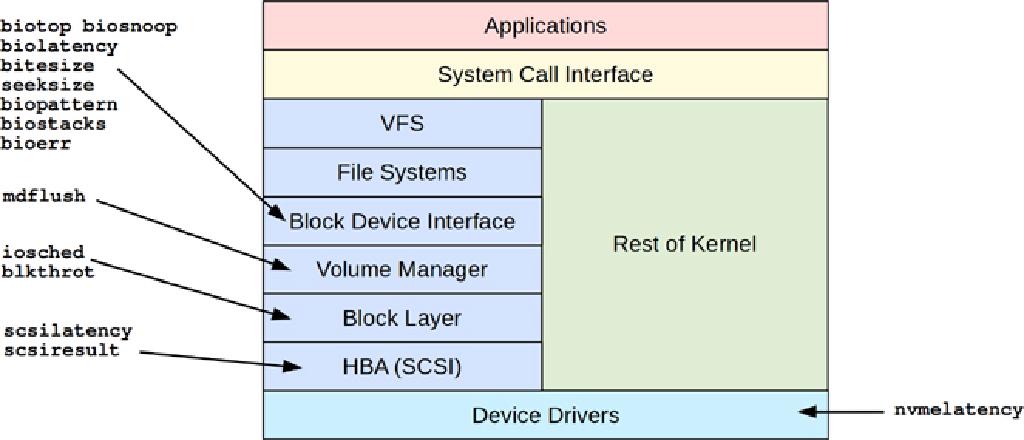 biotop biosnoop
biolatency
bitesize
seeksize
biopattern
biostacks
bioerr
mdflush
iosched
blkthrot
scsilatency
scsiresult
Applications
System Call Interface
VFS
File Systems
Block Device Interface
Volume Manager
Block Layer
HBA (SCSI)
Rest of Kernel
Device Drivers
nvmelatency